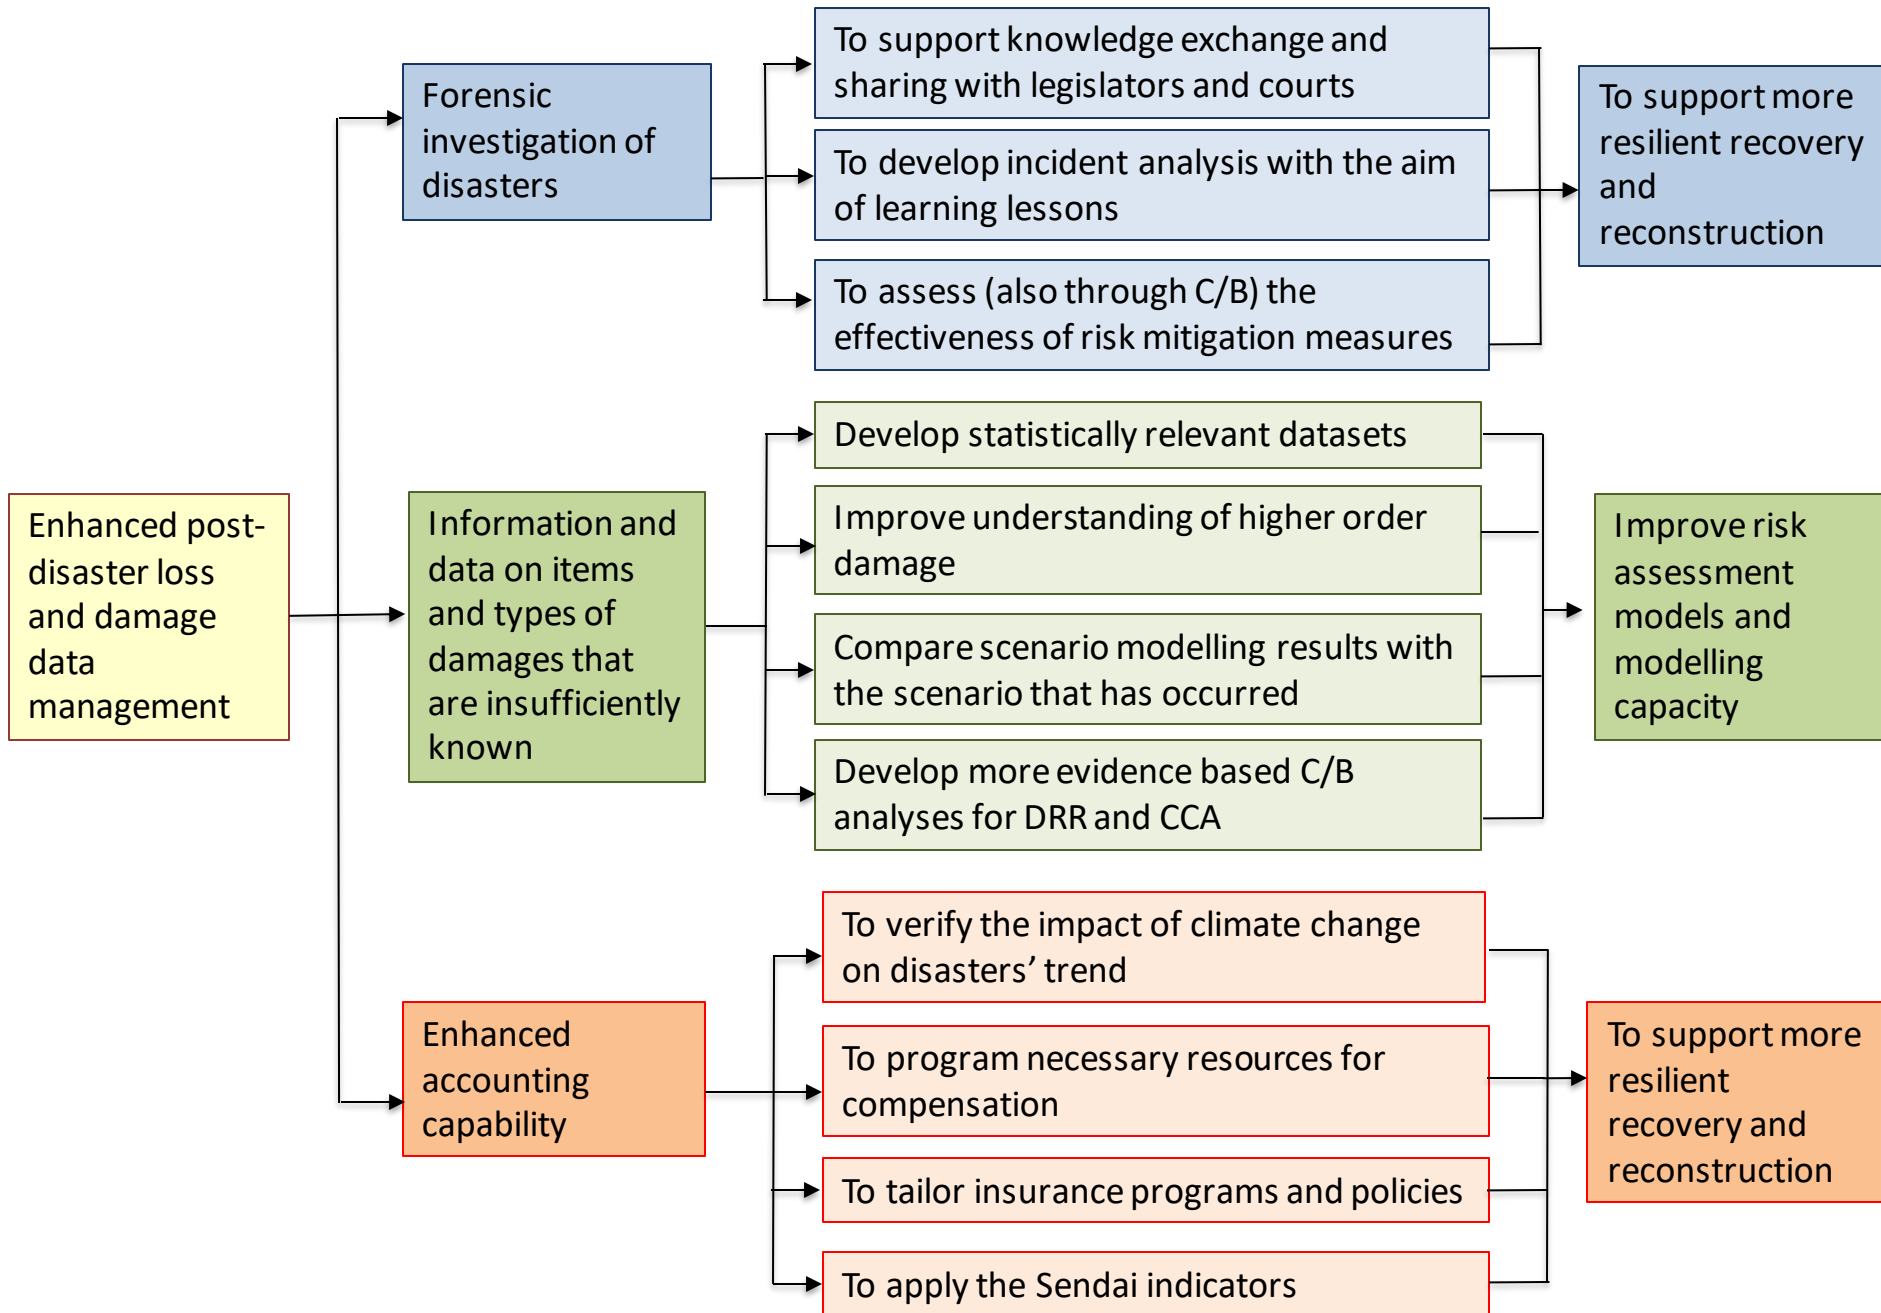 To support knowledge exchange and
sharing with legislators and courts
Forensic
investigation of
disasters
To develop incident analysis with the aim
of learning lessons
To support more
resilient recovery
and
reconstruction
To assess (also through C/B) the
effectiveness of risk mitigation measures
Enhanced post-
disaster loss
and damage
data
management
Information and
data on items
and types of
damages that
are insufficiently
known
Develop statistically relevant datasets
Improve understanding of higher order
damage
Compare scenario modelling results with
the scenario that has occurred
Develop more evidence based C/B
analyses for DRR and CCA
Improve risk
assessment
models and
modelling
capacity
Enhanced
accounting
capability
To verify the impact of climate change
on disasters’ trend
To program necessary resources for
compensation
To tailor insurance programs and policies
To apply the Sendai indicators
To support more
resilient
recovery and
reconstruction